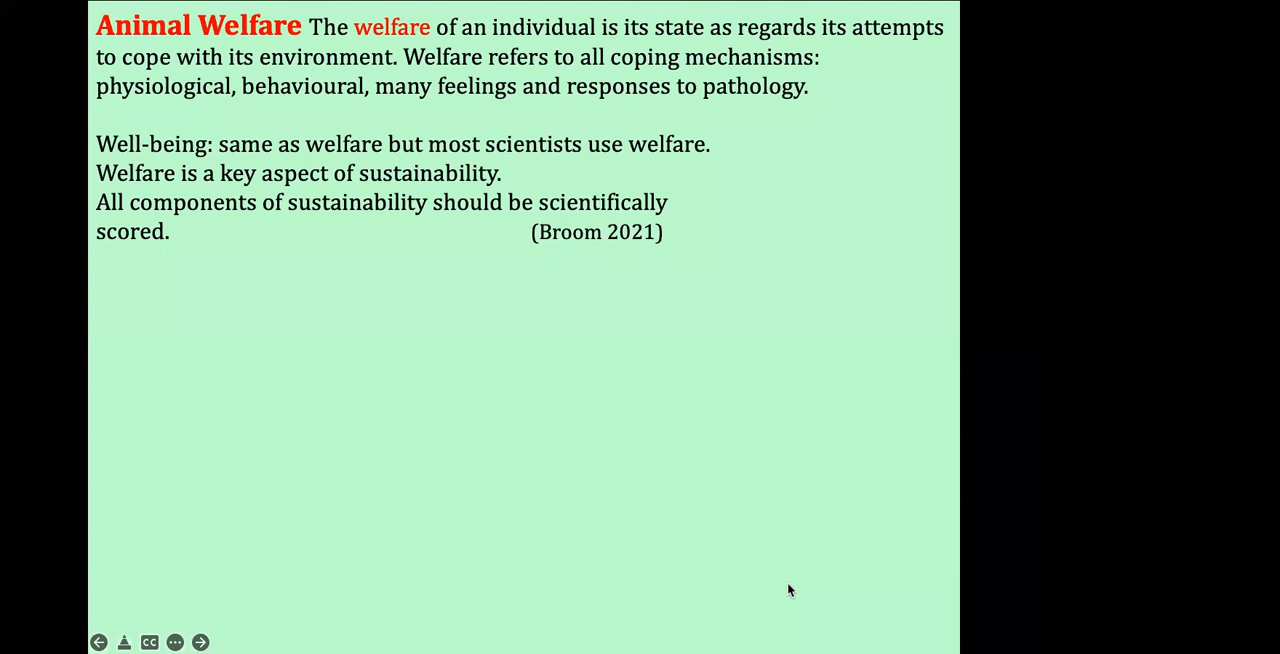 Animal Welfare The welfare of an individual is its state as regards its attempts
to cope with its environment. Welfare refers to all coping mechanisms:
physiological, behavioural, many feelings and responses to pathology.
Well-being: same as welfare but most scientists use welfare.
Welfare is a key aspect of sustainability.
All components of sustainability should be scientifically
scored. (Broom 2021)
CC